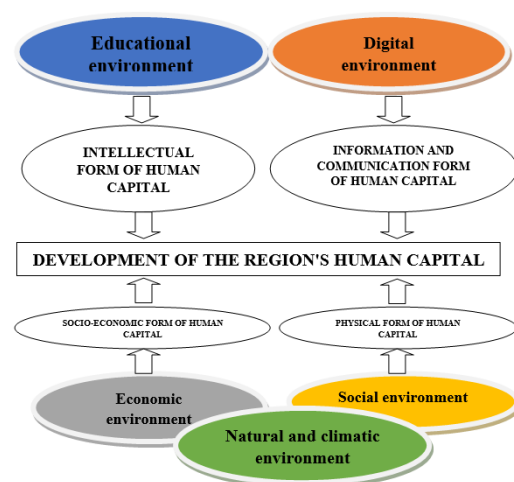 Educational
environment
Digital
environment
INTELLECTUAL
FORM OF HUMAN
CAPITAL
INFORMATION AND
COMMUNICATION FORM
OF HUMAN CAPITAL
DEVELOPMENT OF THE REGION'S HUMAN CAPITAL
SOCIO-ECONOMIC FORM OF HUMAN
CAPITAL
PHYSICAL FORM OF HUMAN
CAPITAL
Economic
environment
Social environment
Natural and climatic
environment